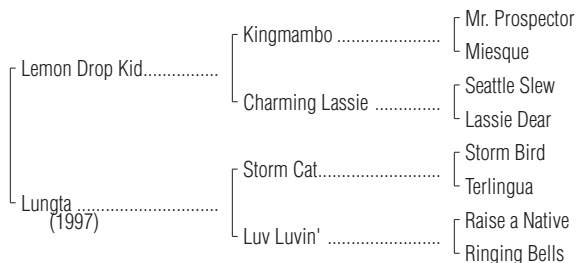 Mr. Prospector
Kingmambo ......................
Miesque
Lemon Drop Kid................
Seattle Slew
Charming Lassie ..............
Lassie Dear
Storm Bird
Storm Cat..........................
Terlingua
Lungta ..............................
(1997)
Raise a Native
Luv Luvin' ........................
Ringing Bells